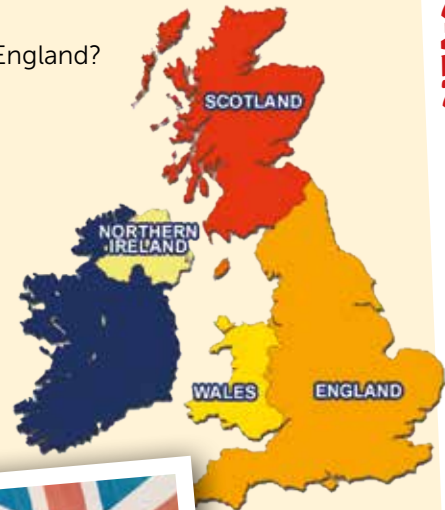 England?
SCOTLAND
NORTHERN
IRELAND
WALES
ENGLAND